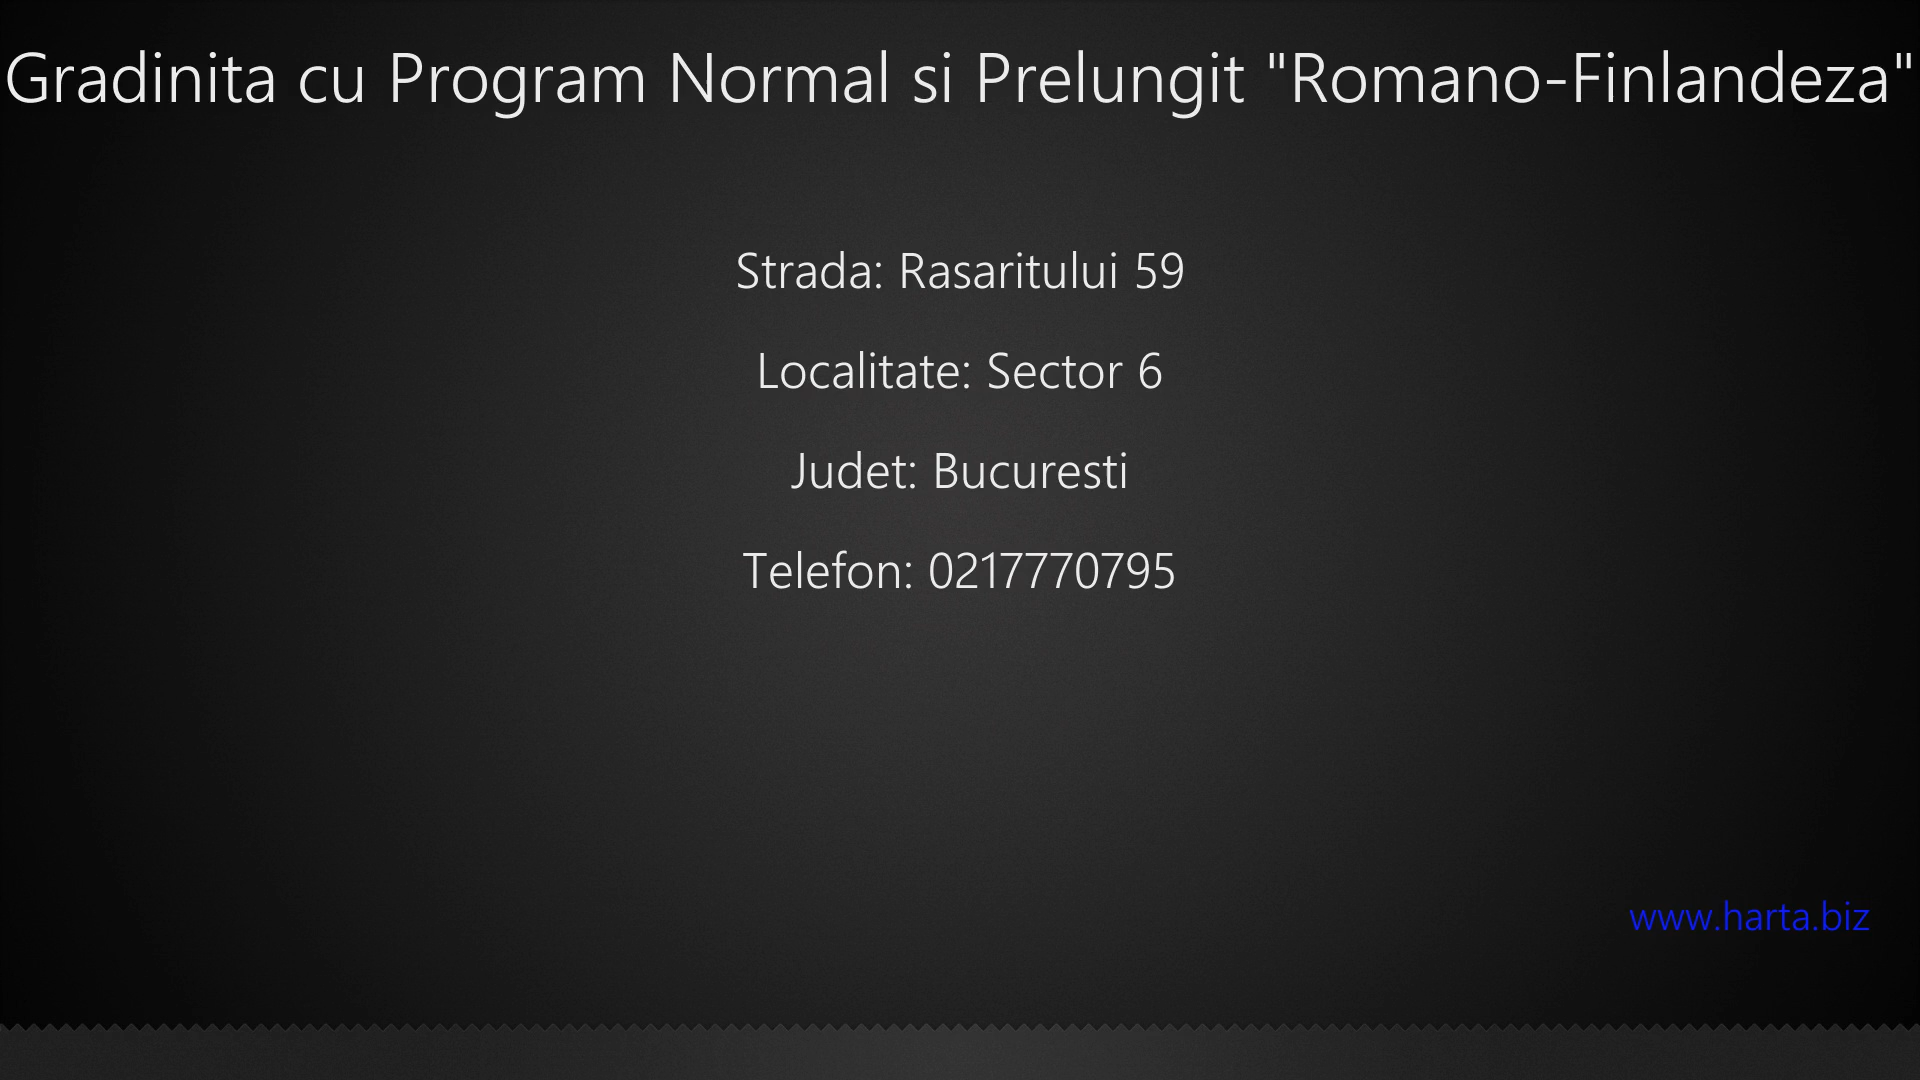 Gradinita cu Program Normal si Prelungit "Romano-Finlandeza"
Strada: Rasaritului 59
Localitate: Sector 6
Judet: Bucuresti
Telefon: 0217770795
www.harta.biz